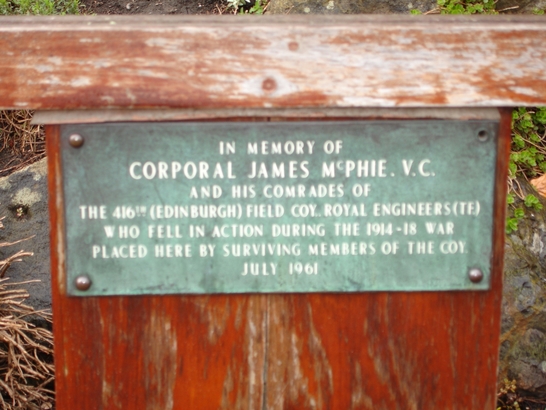 IN MEMORY OF
CORPORAL JAMES McPHIE. V.C.
AND HIS COMRADES OF
THE 416TH (EDINBURGH) FIELD COY. ROYAL ENGINEERS (TF)
WHO FELL IN ACTION DURING THE 1914-18 WAR
PLACED HERE BY SURVIVING MEMBERS OF THE COY.
JULY 1961